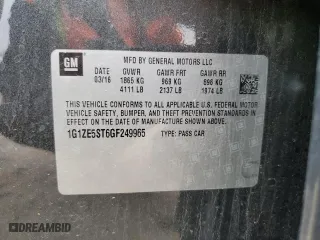 GM
MFD BY GENERAL MOTORS LLC
DATE GVWR GAWR FRT GAWR RR
03/16 1865 KG 969 KG 896 KG
4111 LB 2137 LB 1974 LB
THIS VEHICLE CONFORMS TO ALL APPLICABLE U.S. FEDERAL MOTOR
VEHICLE SAFETY, BUMPER, AND THEFT PREVENTION STANDARDS IN
EFFECT ON THE DATE OF MANUFACTURE SHOWN ABOVE.
1G1ZE5ST6GF249965 TYPE: PASS CAR
DREAMBID